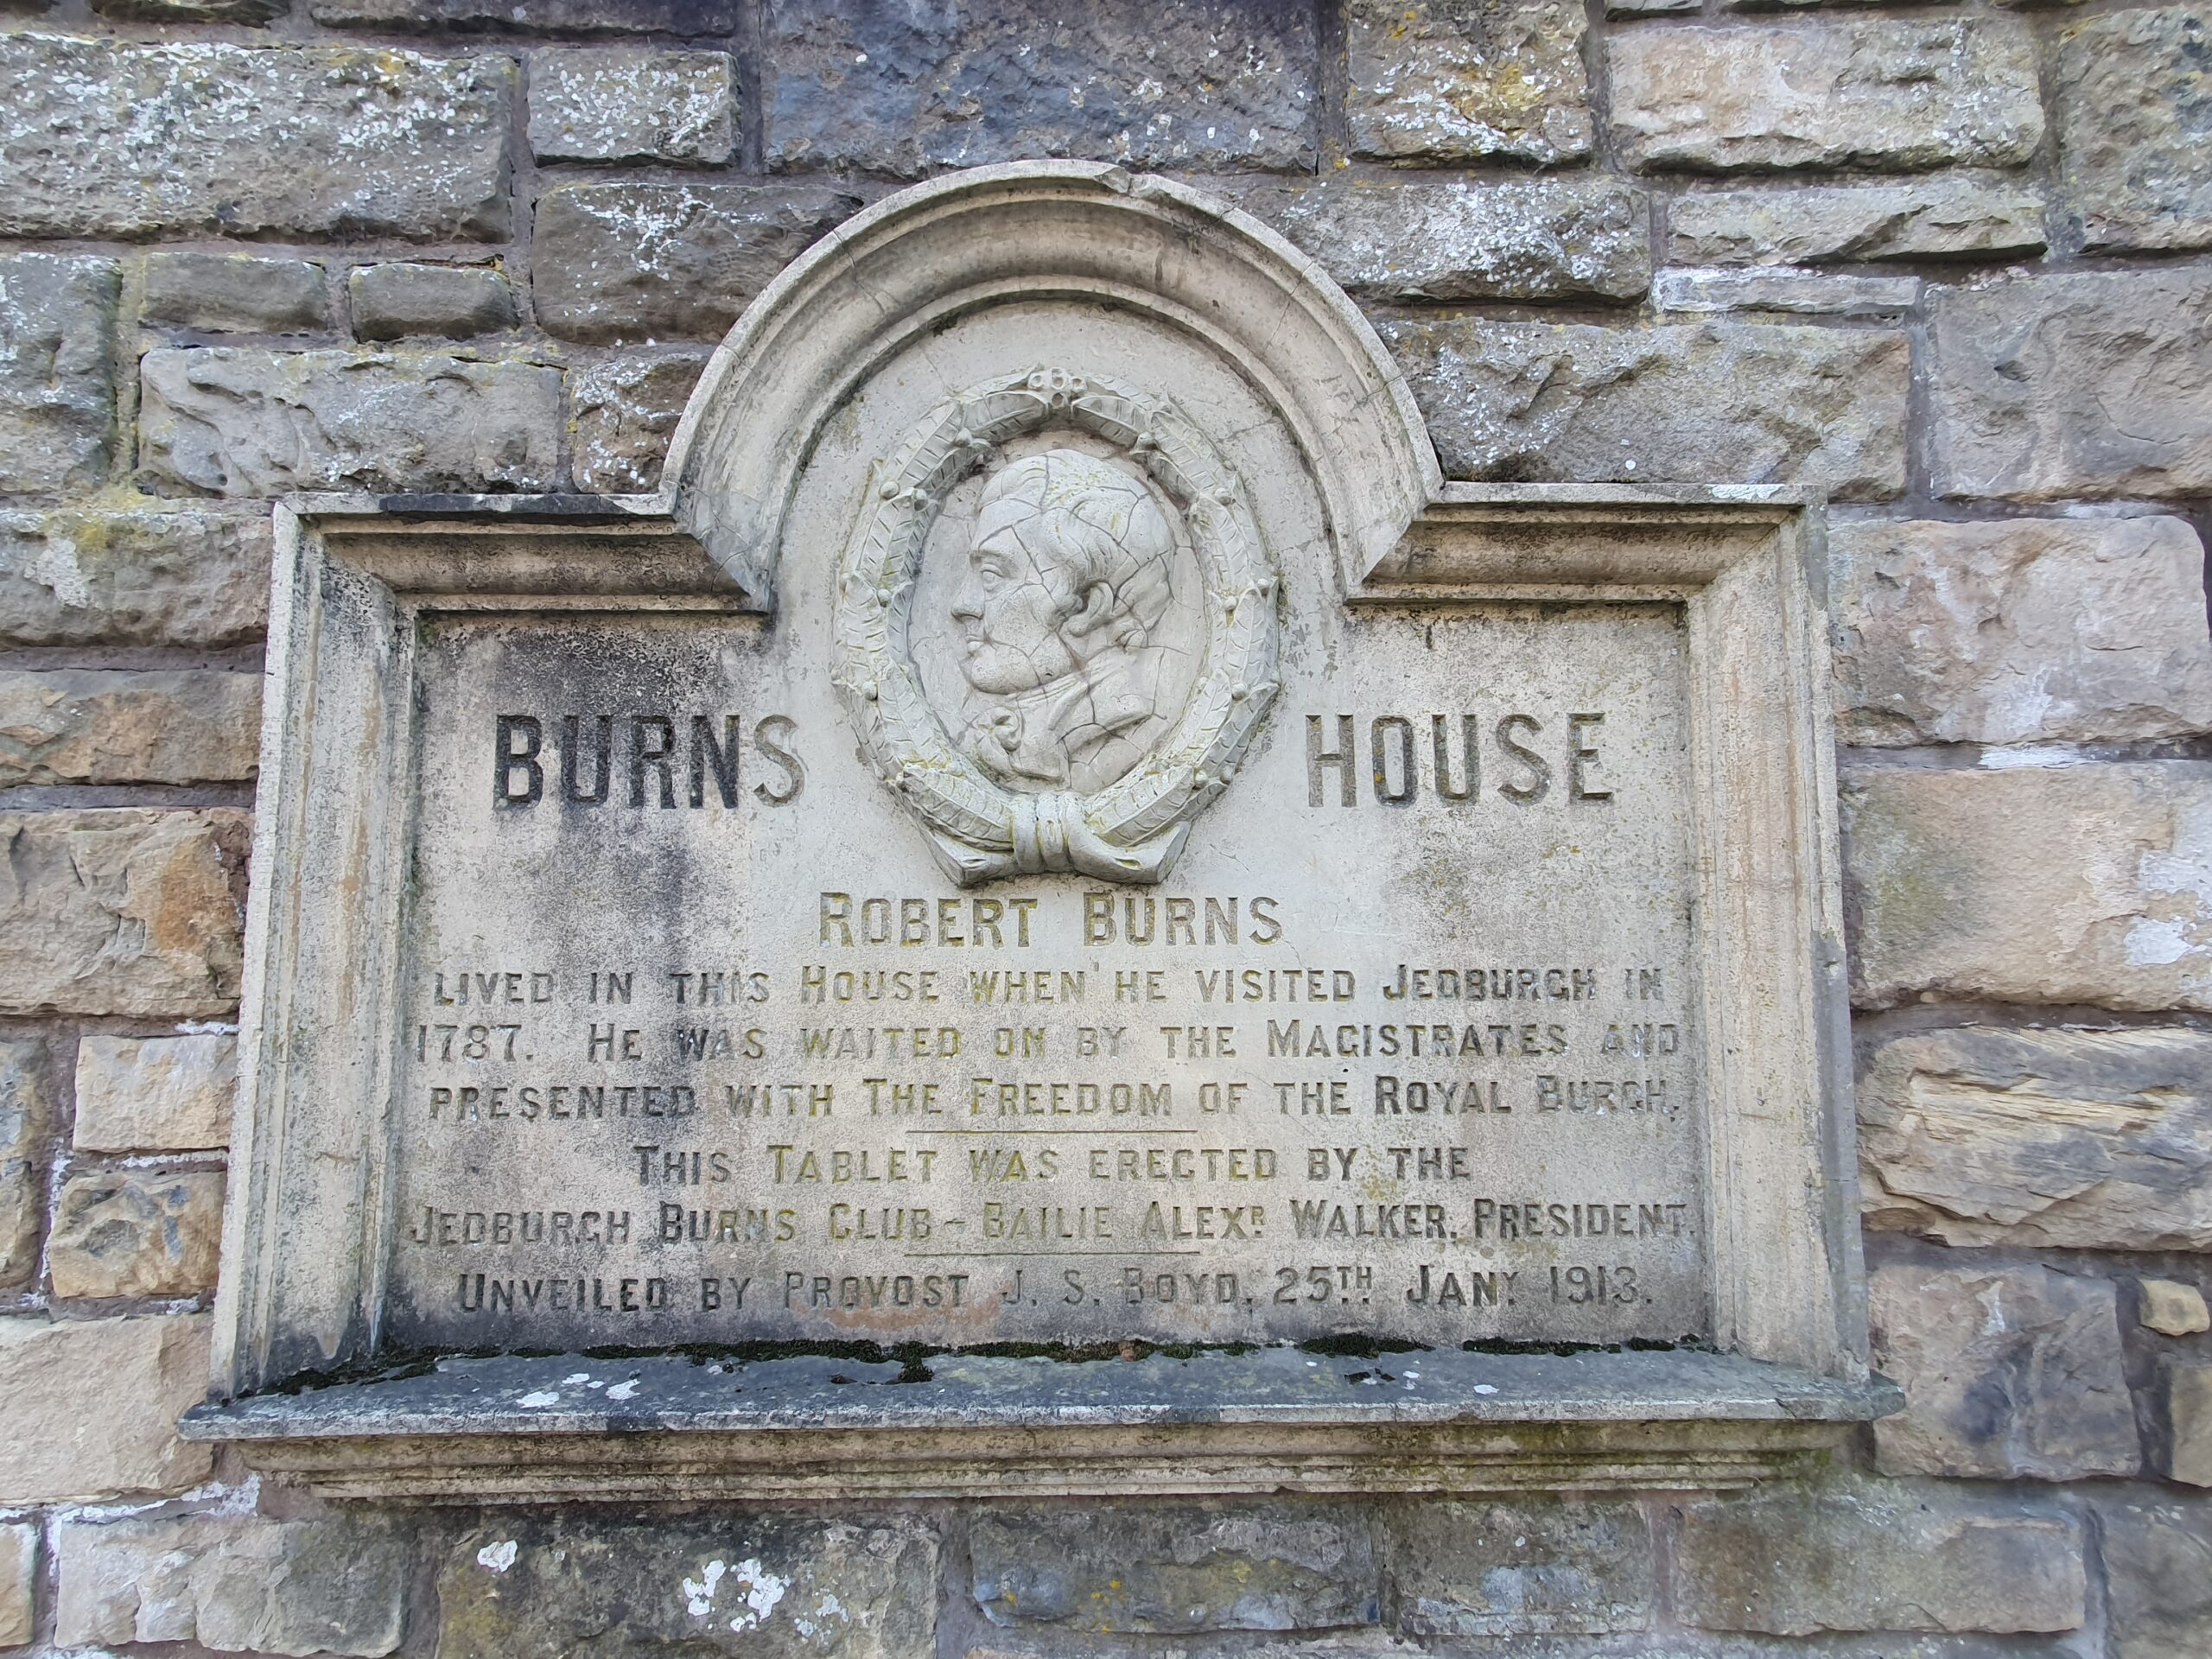 BURNS HOUSE
ROBERT BURNS
LIVED IN THIS HOUSE WHEN HE VISITED JEDBURGH IN
1787. HE WAS WAITED ON BY THE MAGISTRATES AND
PRESENTED WITH THE FREEDOM OF THE ROYAL BURGH.
THIS TABLET WAS ERECTED BY THE
JEDBURGH BURNS CLUB - BAILIE ALEXR. WALKER, PRESIDENT.
UNVEILED BY PROVOST J. S. BOYD, 25TH JANY. 1913.